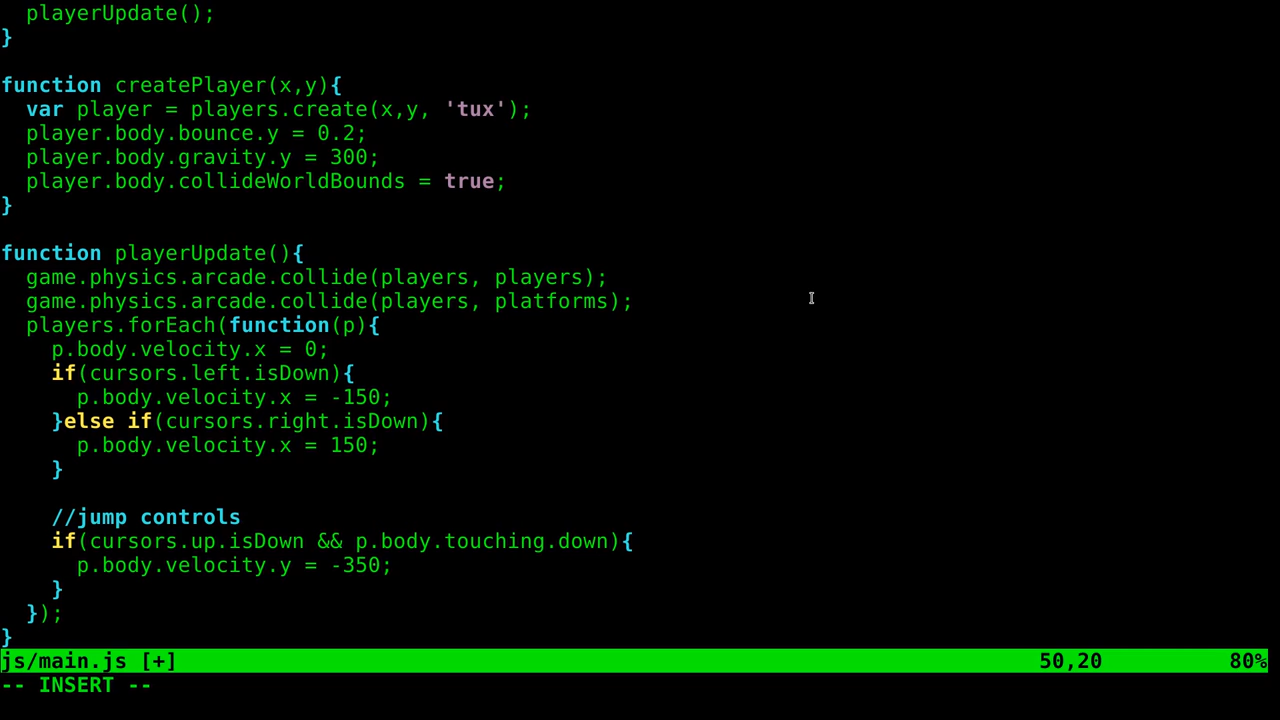 playerUpdate();
}

function createPlayer(x,y){
  var player = players.create(x,y, 'tux');
  player.body.bounce.y = 0.2;
  player.body.gravity.y = 300;
  player.body.collideWorldBounds = true;
}

function playerUpdate(){
  game.physics.arcade.collide(players, players);
  game.physics.arcade.collide(players, platforms);
  players.forEach(function(p){
    p.body.velocity.x = 0;
    if(cursors.left.isDown){
      p.body.velocity.x = -150;
    }else if(cursors.right.isDown){
      p.body.velocity.x = 150;
    }

    //jump controls
    if(cursors.up.isDown && p.body.touching.down){
      p.body.velocity.y = -350;
    }
  });
}
js/main.js [+] 50,20 80%
-- INSERT --